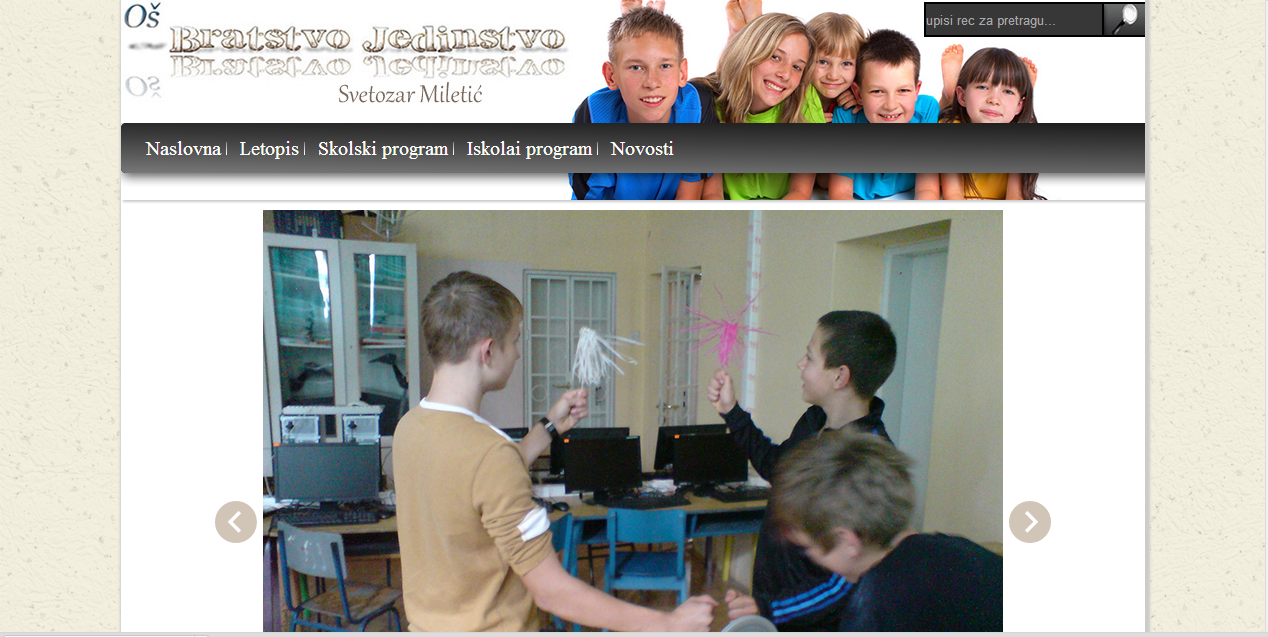 Oš
Bratstvo Jedinstvo
Svetozar Miletić
upisi rec za pretragu...
Naslovna
Letopis
Skolski program
Iskolai program
Novosti